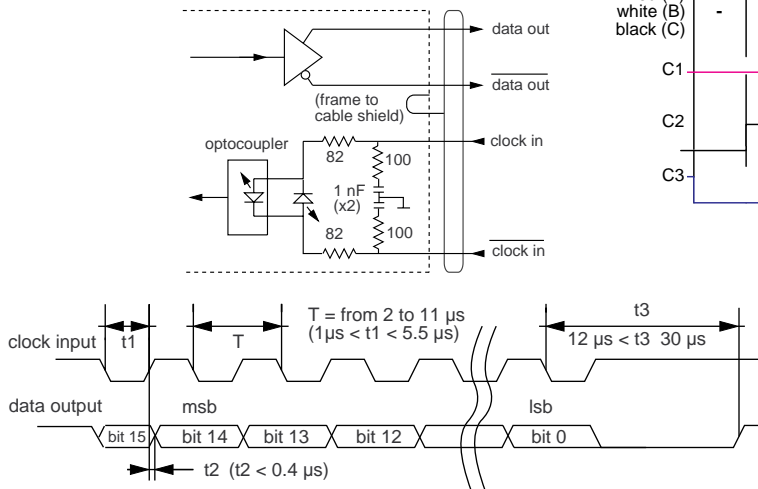 white (B)
-
black (C)
data out
data out
(frame to
cable shield)
C1
C2
C3
optocoupler
82
100
clock in
1 nF
(x2)
82
100
clock in
T = from 2 to 11 µs
(1µs < t1 < 5.5 µs)
t3
12 µs < t3 30 µs
clock input
t1
T
data output
msb
lsb
bit 15
bit 14
bit 13
bit 12
bit 0
t2 (t2 < 0.4 µs)